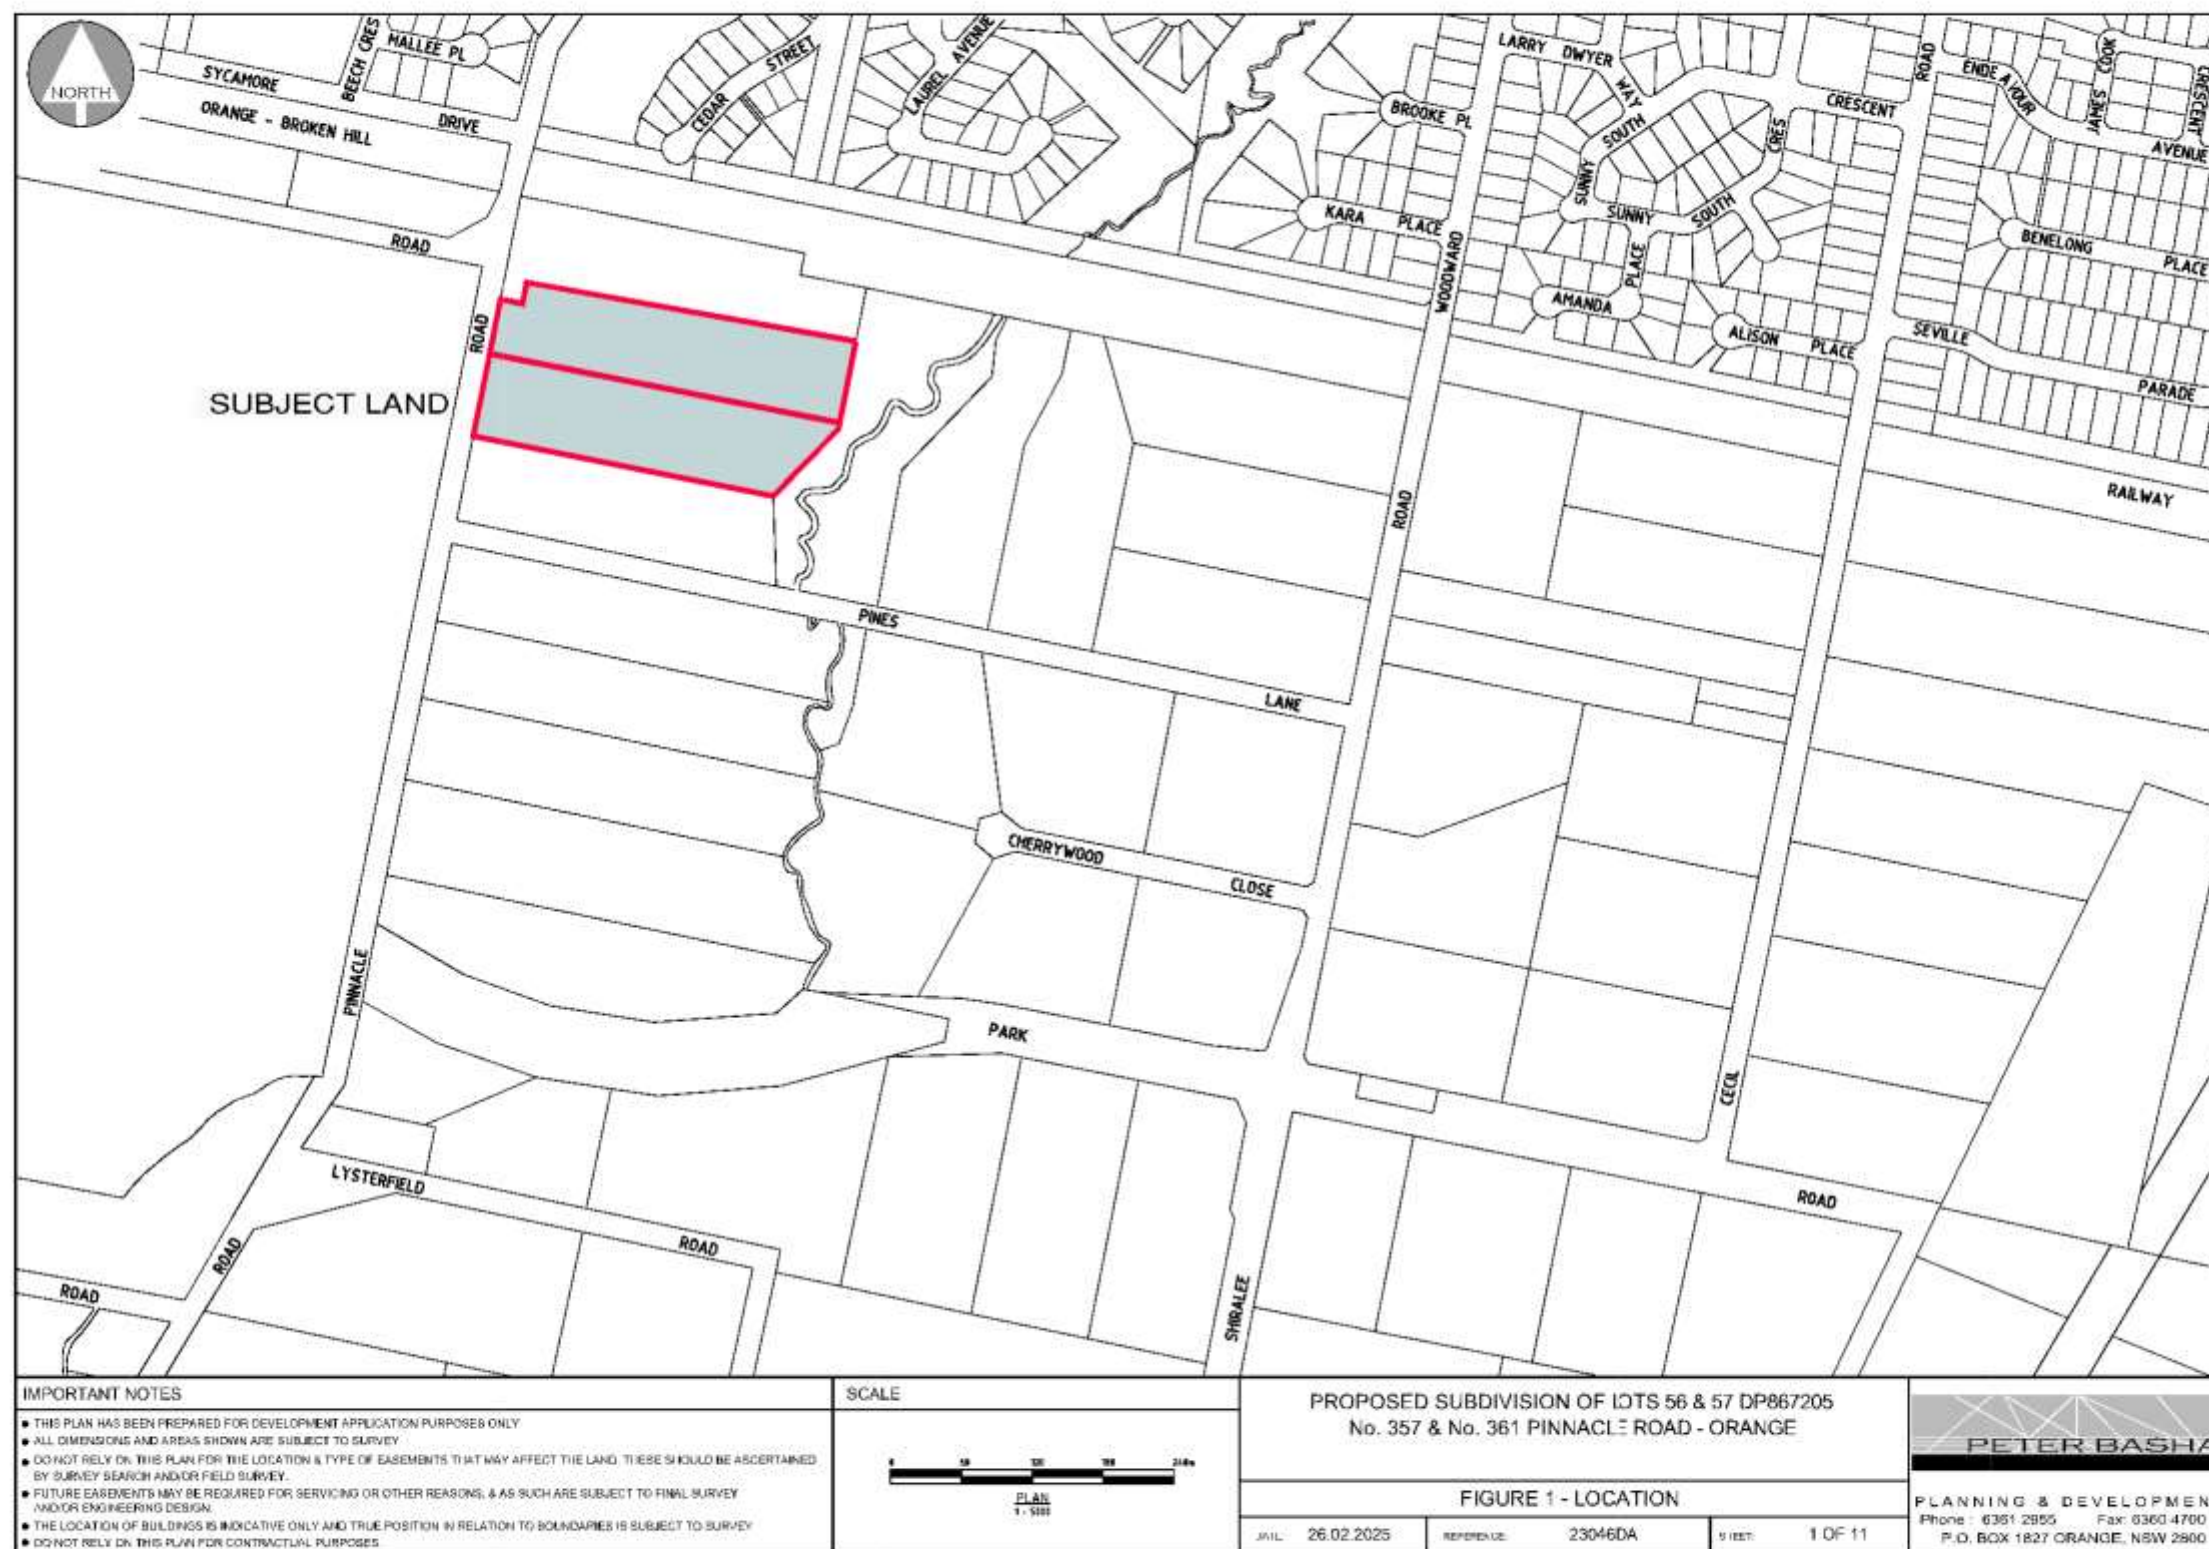 NORTH
SYCAMORE
DRIVE
BEECH CRES
MALLEE PL
ORANGE - BROKEN HILL
ROAD
CEDAR
STREET
LAUREL AVENUE
LARRY DWYER
WAY
BROOKE PL
SOUTH
SUNNY
CRES
CRESCENT
ROAD
ENDEAVOUR
AVENUE
JAMES COOK
CRESCENT
KARA PLACE
SUNNY
SOUTH
PLACE
AMANDA
WOODWARD
ALISON PLACE
BENELONG
PLACE
SEVILLE
PARADE
RAILWAY
ROAD
SUBJECT LAND
ROAD
PINES
LANE
CHERRYWOOD
CLOSE
PINNACLE
PARK
CECIL
LYSTERFIELD
ROAD
ROAD
ROAD
ROAD
SHIRALEE
IMPORTANT NOTES
● THIS PLAN HAS BEEN PREPARED FOR DEVELOPMENT APPLICATION PURPOSES ONLY
● ALL DIMENSIONS AND AREAS SHOWN ARE SUBJECT TO SURVEY
● DO NOT RELY ON THIS PLAN FOR THE LOCATION & TYPE OF EASEMENTS THAT MAY AFFECT THE LAND. THESE SHOULD BE ASCERTAINED
BY SURVEY SEARCH AND/OR FIELD SURVEY.
● FUTURE EASEMENTS MAY BE REQUIRED FOR SERVICING OR OTHER REASONS, & AS SUCH ARE SUBJECT TO FINAL SURVEY
AND/OR ENGINEERING DESIGN.
● THE LOCATION OF BUILDINGS IS INDICATIVE ONLY AND TRUE POSITION IN RELATION TO BOUNDARIES IS SUBJECT TO SURVEY
● DO NOT RELY ON THIS PLAN FOR CONTRACTUAL PURPOSES
SCALE
PLAN
1 - 5000
PROPOSED SUBDIVISION OF LOTS 56 & 57 DP867205
No. 357 & No. 361 PINNACLE ROAD - ORANGE
FIGURE 1 - LOCATION
26.02.2025
REFERENCE:
23046DA
SHEET:
1 OF 11
PETER BASHA
PLANNING & DEVELOPMEN
Phone : 6361 2955 Fax: 6360 4700
P.O. BOX 1827 ORANGE, NSW 2800